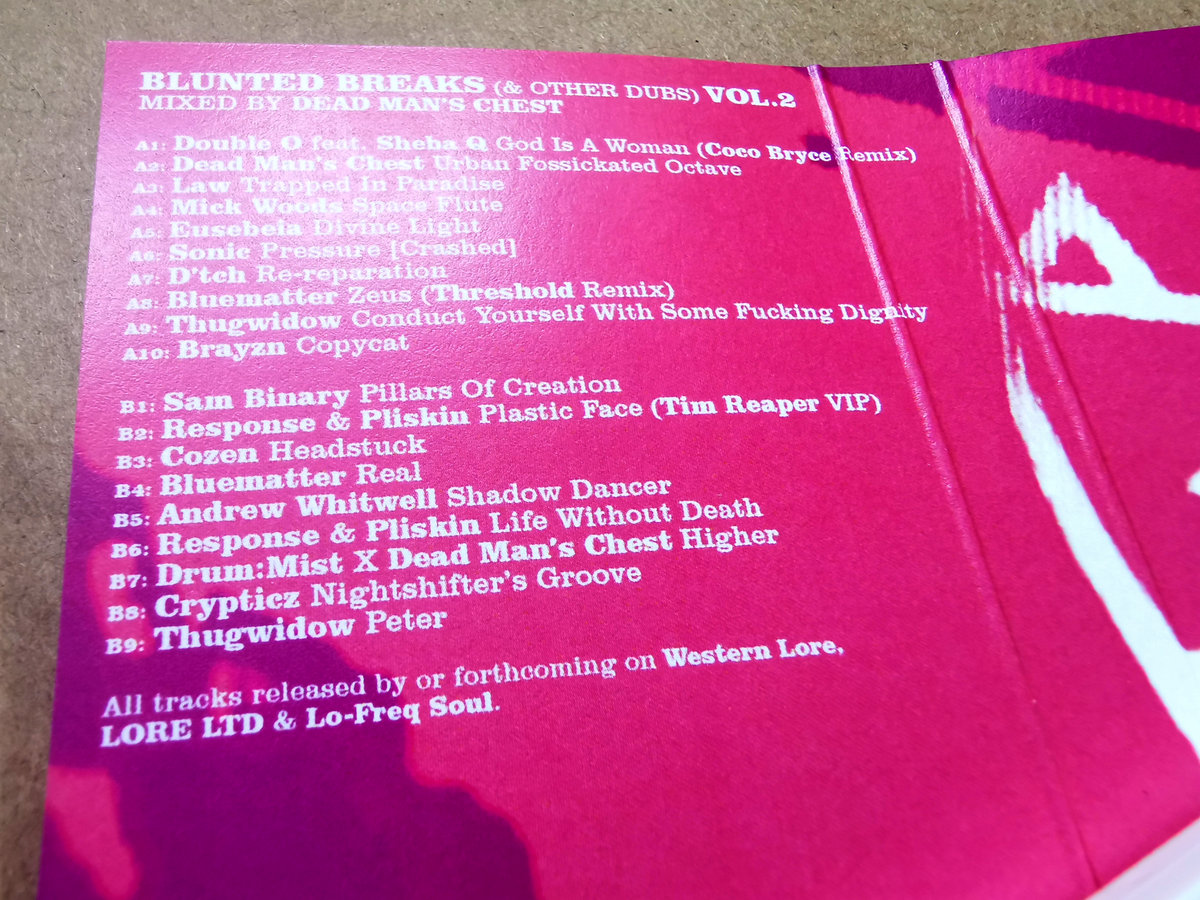 BLUNTED BREAKS (& OTHER DUBS) VOL.2
MIXED BY DEAD MAN'S CHEST
A1: Double O feat. Sheba Q God Is A Woman (Coco Bryce Remix)
A2: Dead Man's Chest Urban Fossickated Octave
A3: Law Trapped In Paradise
A4: Mick Woods Space Flute
A5: Eusebeia Divine Light
A6: Sonic Pressure [Crashed]
A7: D'tch Re-reparation
A8: Bluematter Zeus (Threshold Remix)
A9: Thugwidow Conduct Yourself With Some Fucking Dignity
A10: Brayzn Copycat
B1: Sam Binary Pillars Of Creation
B2: Response & Pliskin Plastic Face (Tim Reaper VIP)
B3: Cozen Headstuck
B4: Bluematter Real
B5: Andrew Whitwell Shadow Dancer
B6: Response & Pliskin Life Without Death
B7: Drum:Mist X Dead Man's Chest Higher
B8: Crypticz Nightshifter's Groove
B9: Thugwidow Peter
All tracks released by or forthcoming on Western Lore,
LORE LTD & Lo-Freq Soul.